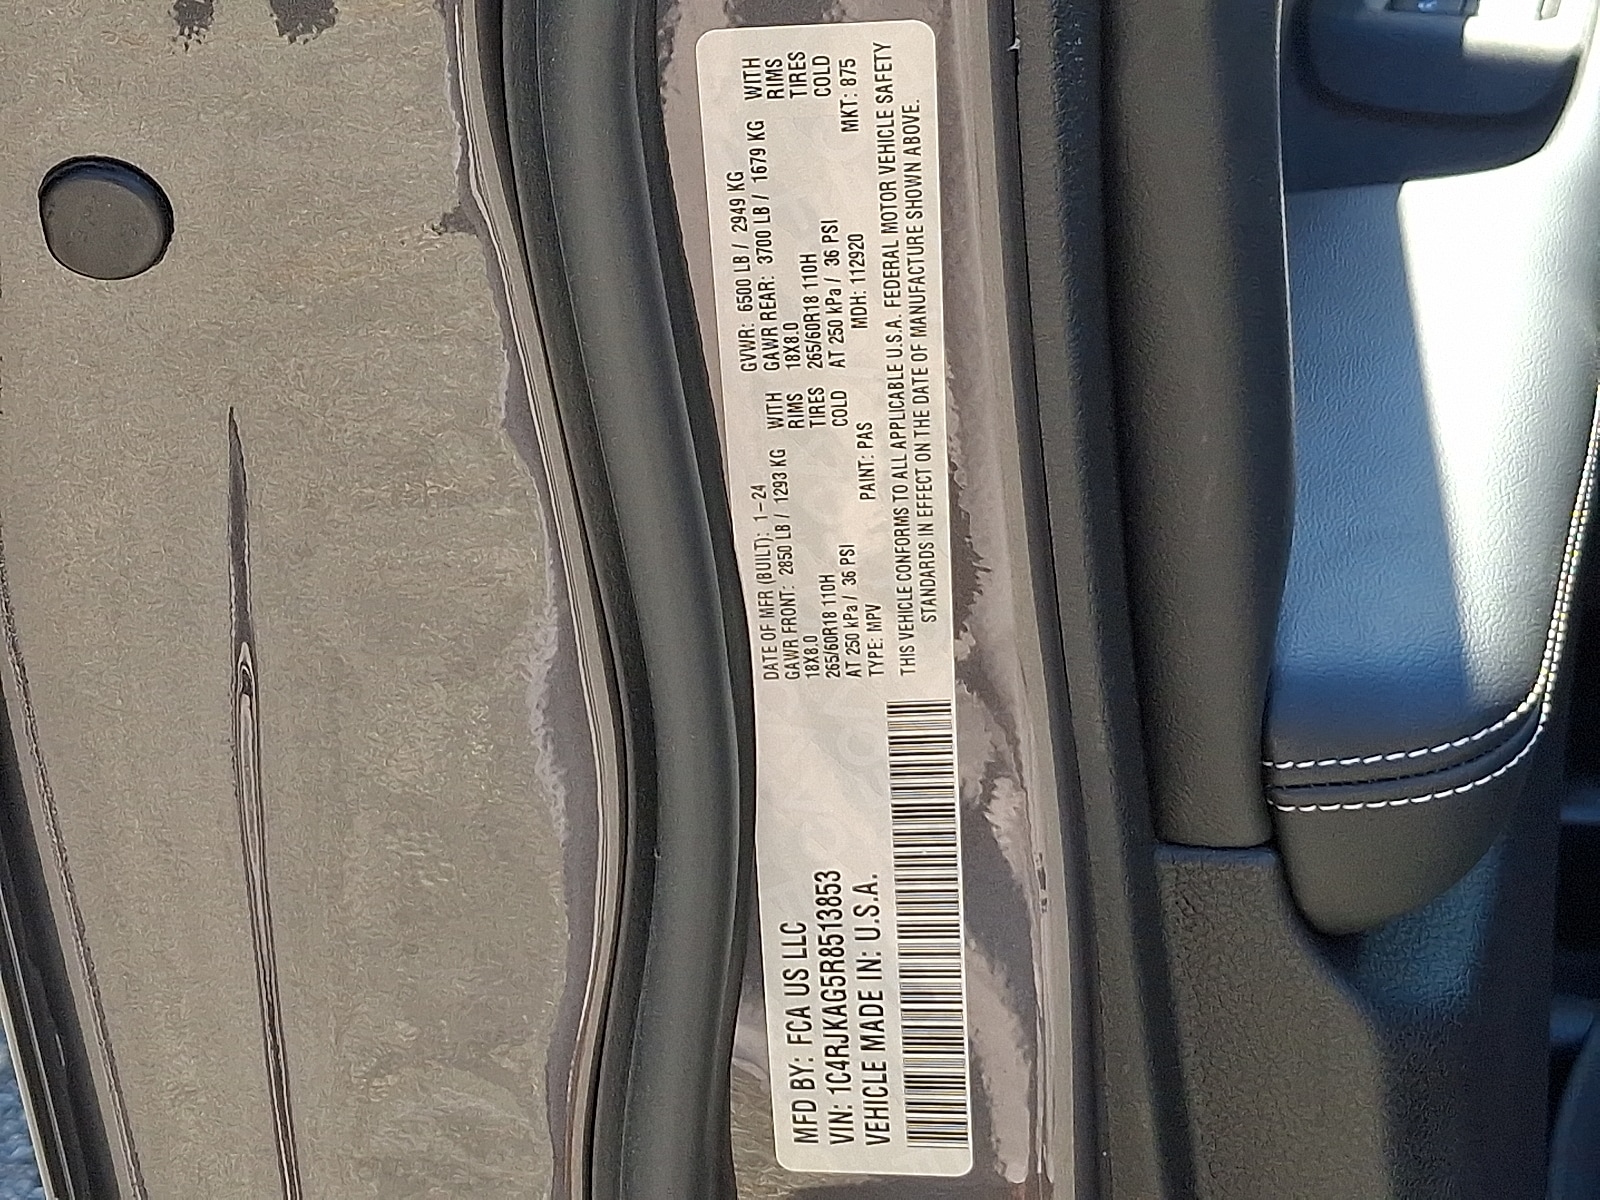 MFD BY: FCA US LLC
VIN: 1C4RJKAG5R8513853
VEHICLE MADE IN: U.S.A.
DATE OF MFR (BUILT): 1-24 GVWR: 6500 LB / 2949 KG
GAWR FRONT: 2850 LB / 1293 KG WITH GAWR REAR: 3700 LB / 1679 KG WITH
18X8.0 RIMS 18X8.0 RIMS
265/60R18 110H TIRES 265/60R18 110H TIRES
AT 250 kPa / 36 PSI COLD AT 250 kPa / 36 PSI COLD
TYPE: MPV PAINT: PAS MDH: 112920 MKT: 875
THIS VEHICLE CONFORMS TO ALL APPLICABLE U.S.A. FEDERAL MOTOR VEHICLE SAFETY
STANDARDS IN EFFECT ON THE DATE OF MANUFACTURE SHOWN ABOVE.